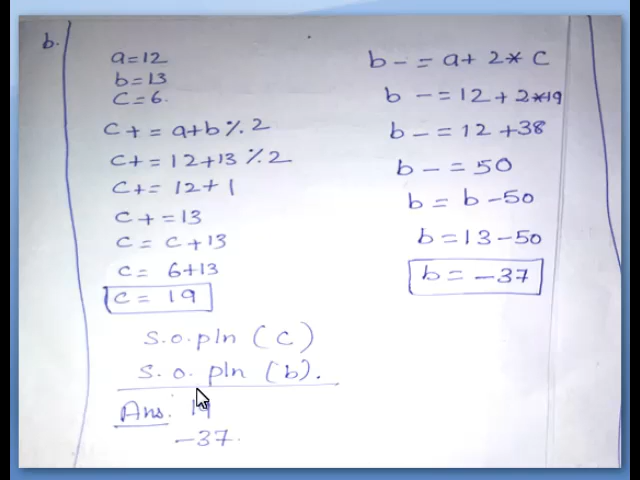 b.
a=12
b=13
c=6.
c+=a+b%2
c+=12+13%2
c+=12+1
c+=13
c=c+13
c=6+13
c=19
b-=a+2*c
b-=12+2*19
b-=12+38
b-=50
b=b-50
b=13-50
b=-37
s.o.pln (c)
s.o.pln (b).
Ans: 19
-37.